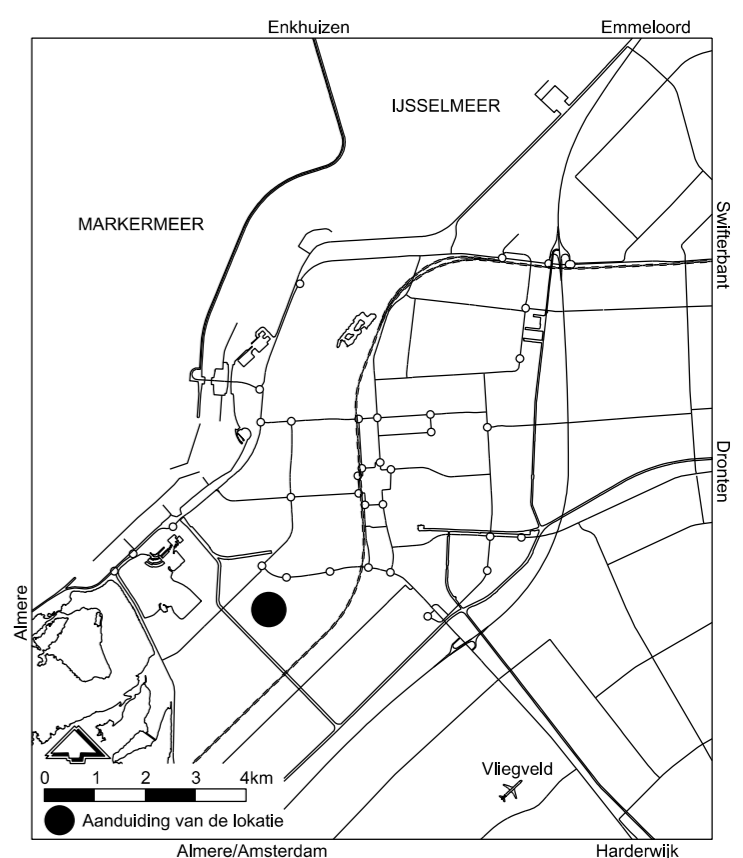 Enkhuizen
Emmeloord
IJSSELMEER
MARKERMEER
Swifterbant
Dronten
Almere
0 1 2 3 4km
Vliegveld
Aanduiding van de lokatie
Almere/Amsterdam
Harderwijk